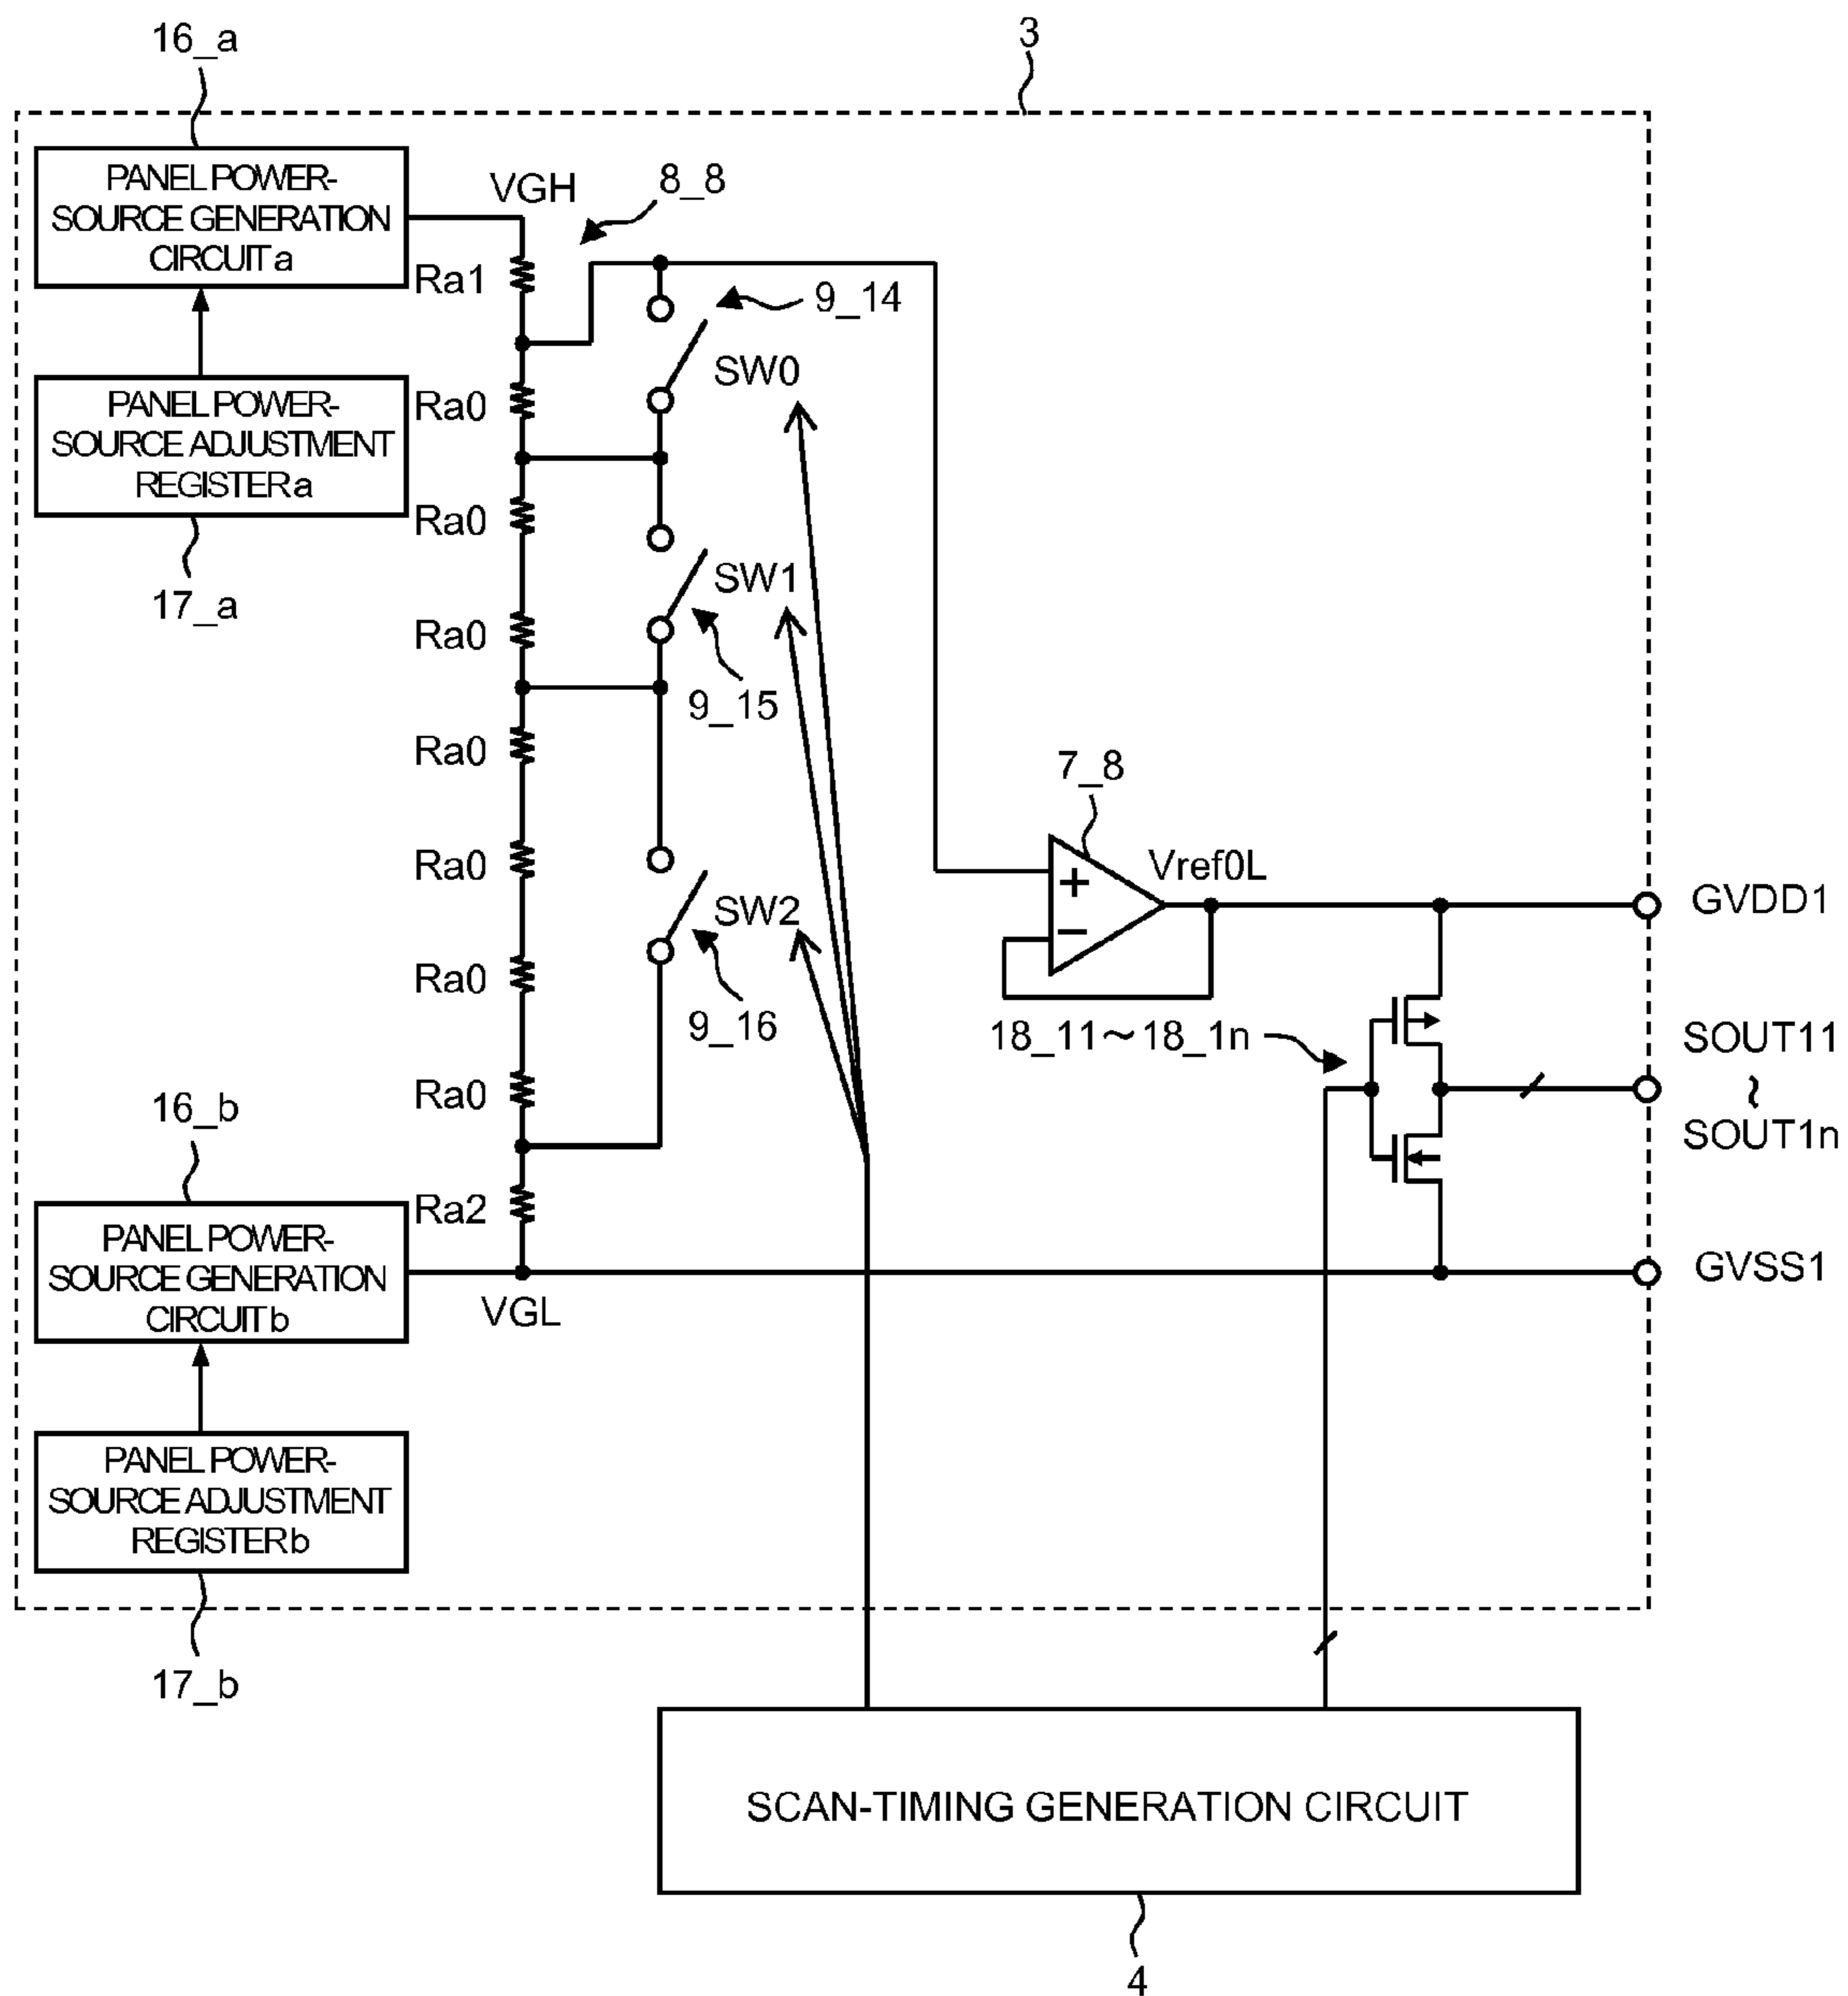 16_a
3
PANEL POWER-
SOURCE GENERATION
CIRCUIT a
VGH
8_8
Ra1
9_14
SW0
PANEL POWER-
SOURCE ADJUSTMENT
REGISTER a
Ra0
Ra0
17_a
SW1
Ra0
9_15
Ra0
7_8
Ra0
Vref0L
+
−
SW2
GVDD1
Ra0
9_16
18_11～18_1n
SOUT11
~
SOUT1n
Ra0
16_b
Ra2
PANEL POWER-
SOURCE GENERATION
CIRCUIT b
GVSS1
VGL
PANEL POWER-
SOURCE ADJUSTMENT
REGISTER b
17_b
SCAN-TIMING GENERATION CIRCUIT
4